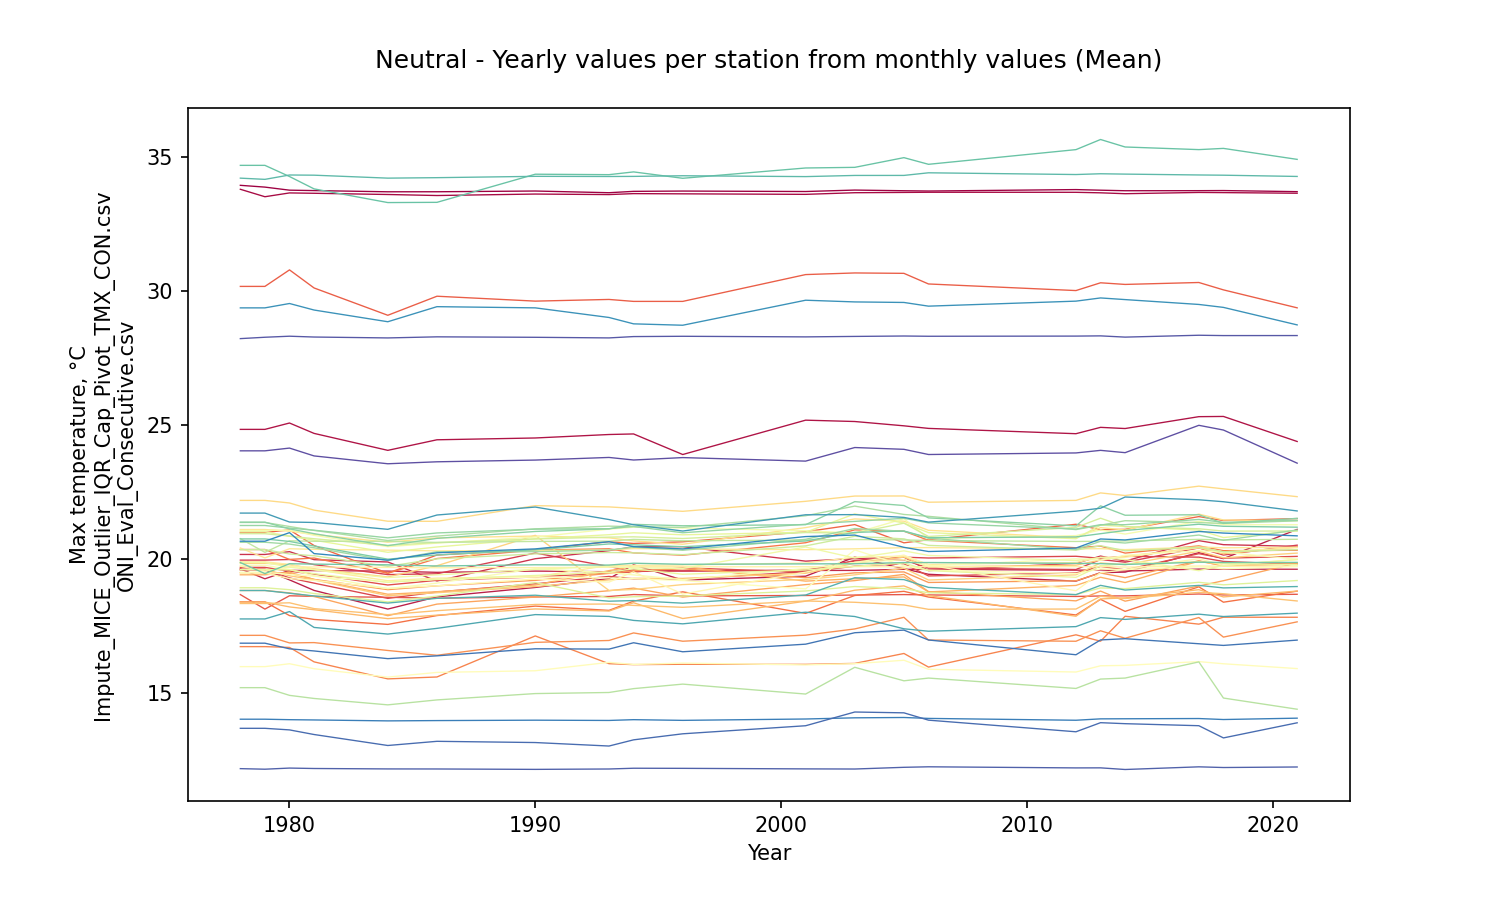 Neutral - Yearly values per station from monthly values (Mean)
Max temperature, °C
Impute_MICE_Outlier_IQR_Cap_Pivot_TMX_CON.csv
ONI_Eval_Consecutive.csv
35
30
25
20
15
1980
1990
2000
2010
2020
Year